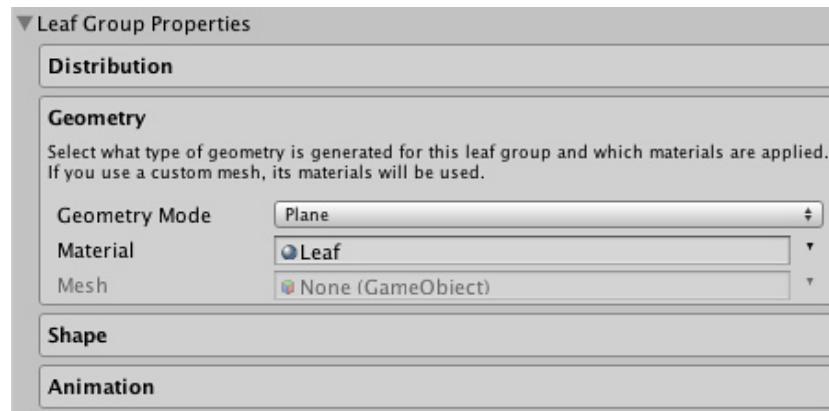 Leaf Group Properties
Distribution
Geometry
Select what type of geometry is generated for this leaf group and which materials are applied.
If you use a custom mesh, its materials will be used.
Geometry Mode Plane
Material Leaf
Mesh None (GameObject)
Shape
Animation